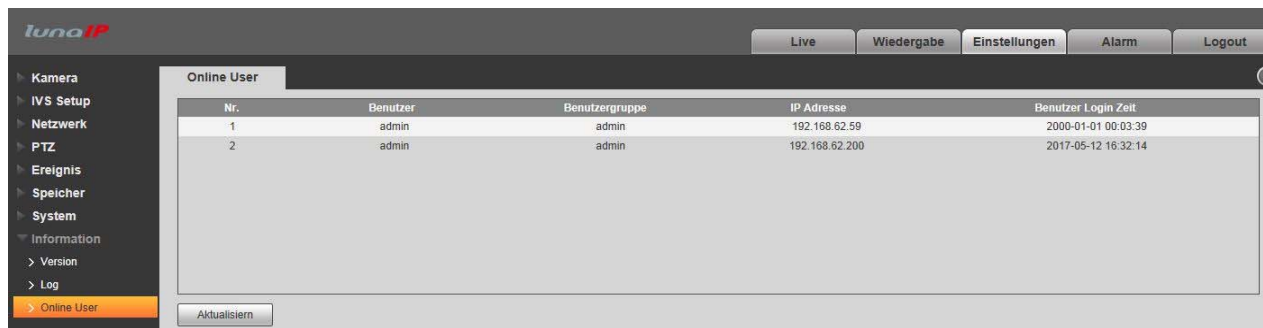 lunaIP
Live Wiedergabe Einstellungen Alarm Logout
Kamera
IVS Setup
Netzwerk
PTZ
Ereignis
Speicher
System
Information
Version
Log
Online User
Online User
Nr. Benutzer Benutzergruppe IP Adresse Benutzer Login Zeit
1 admin admin 192.168.62.59 2000-01-01 00:03:39
2 admin admin 192.168.62.200 2017-05-12 16:32:14
Aktualisiern